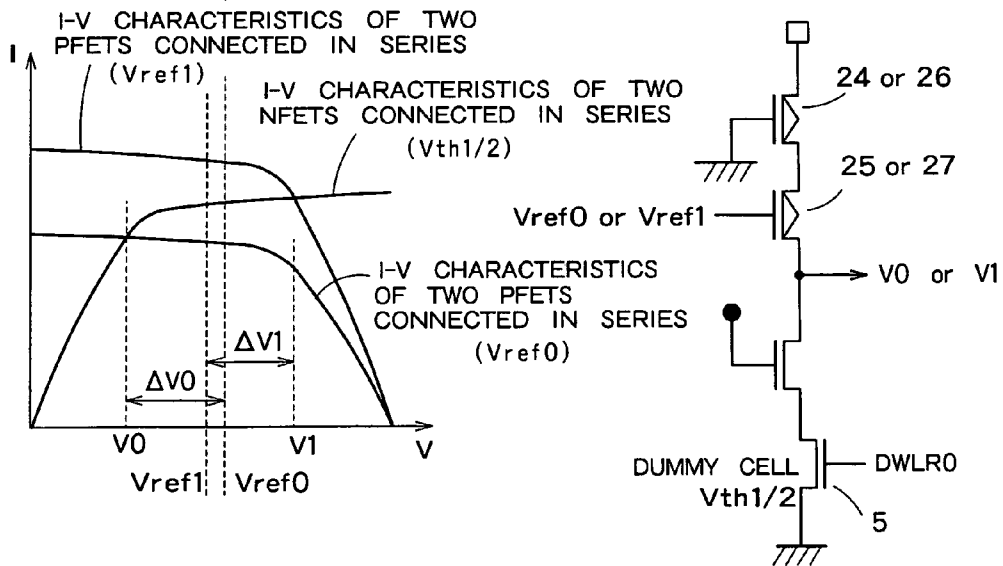 I-V CHARACTERISTICS OF TWO
PFETS CONNECTED IN SERIES
(Vref1)
I
I-V CHARACTERISTICS OF TWO
NFETS CONNECTED IN SERIES
(Vth1/2)
I-V CHARACTERISTICS
OF TWO PFETS
CONNECTED IN SERIES
(Vref0)
ΔV1
ΔV0
V0
V1
V
Vref1
Vref0
24 or 26
25 or 27
Vref0 or Vref1
V0 or V1
DUMMY CELL
Vth1/2
DWLR0
5